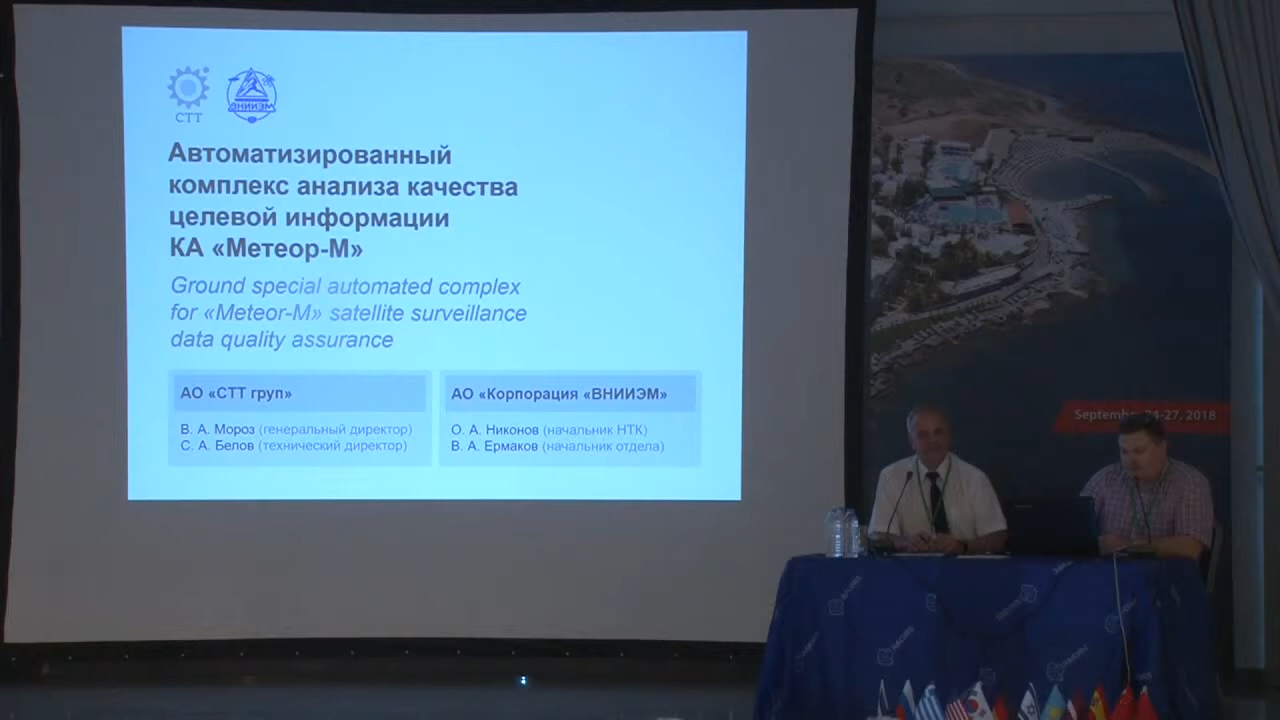 СТТ
ВНИИЭМ
Автоматизированный
комплекс анализа качества
целевой информации
КА «Метеор-М»
Ground special automated complex
for «Meteor-M» satellite surveillance
data quality assurance
АО «СТТ груп»
В. А. Мороз (генеральный директор)
С. А. Белов (технический директор)
АО «Корпорация «ВНИИЭМ»
О. А. Никонов (начальник НТК)
В. А. Ермаков (начальник отдела)
24-27, 2018